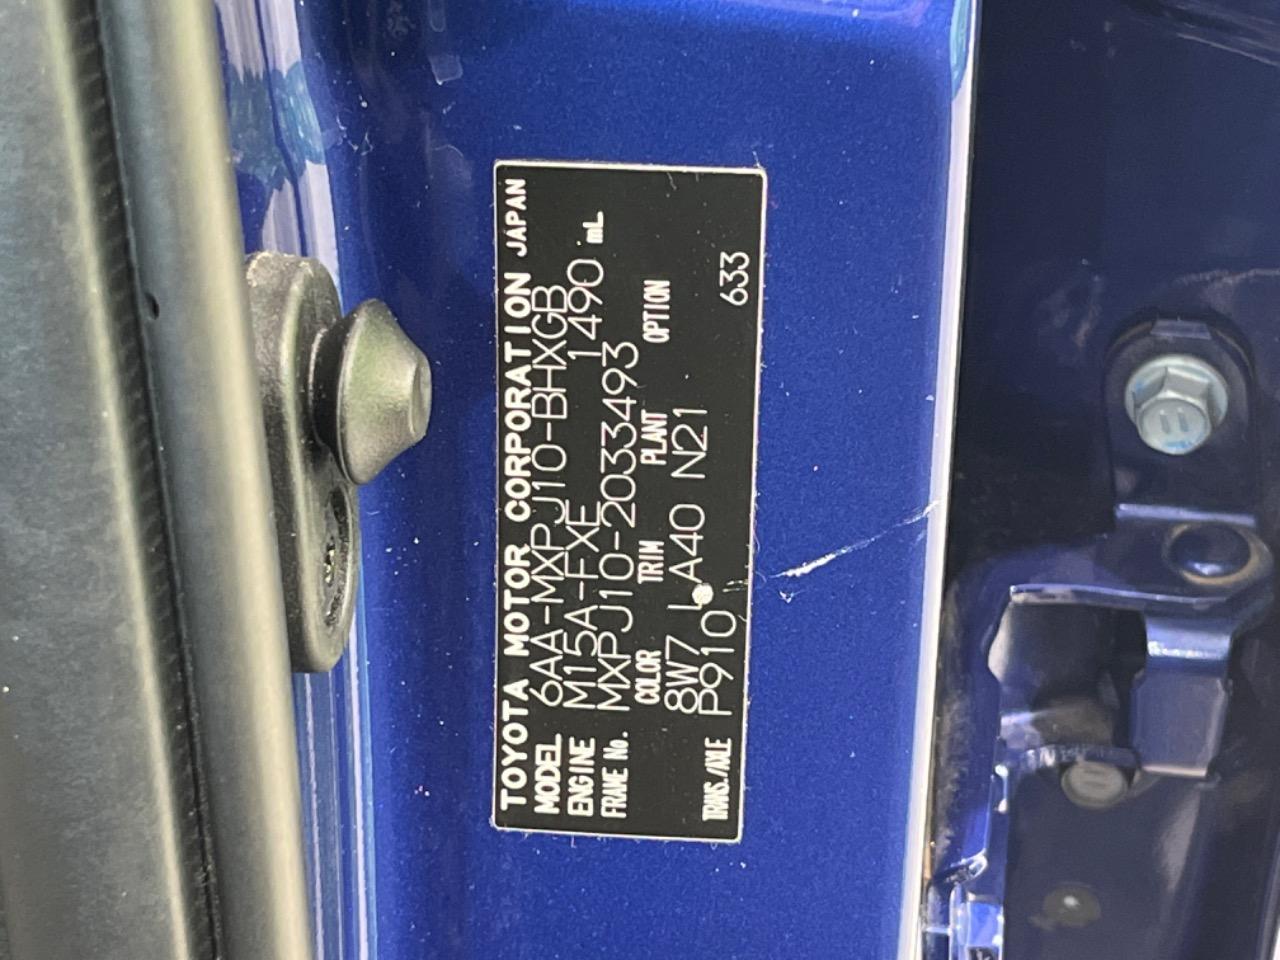 TOYOTA MOTOR CORPORATION JAPAN
MODEL 6AA-MXPJ10-BHXGB
ENGINE M15A-FXE 1490 mL
FRAME No. MXPJ10-2033493
COLOR TRIM PLANT OPTION
8W7 LA40 N21
TRANS./AXLE P910 633